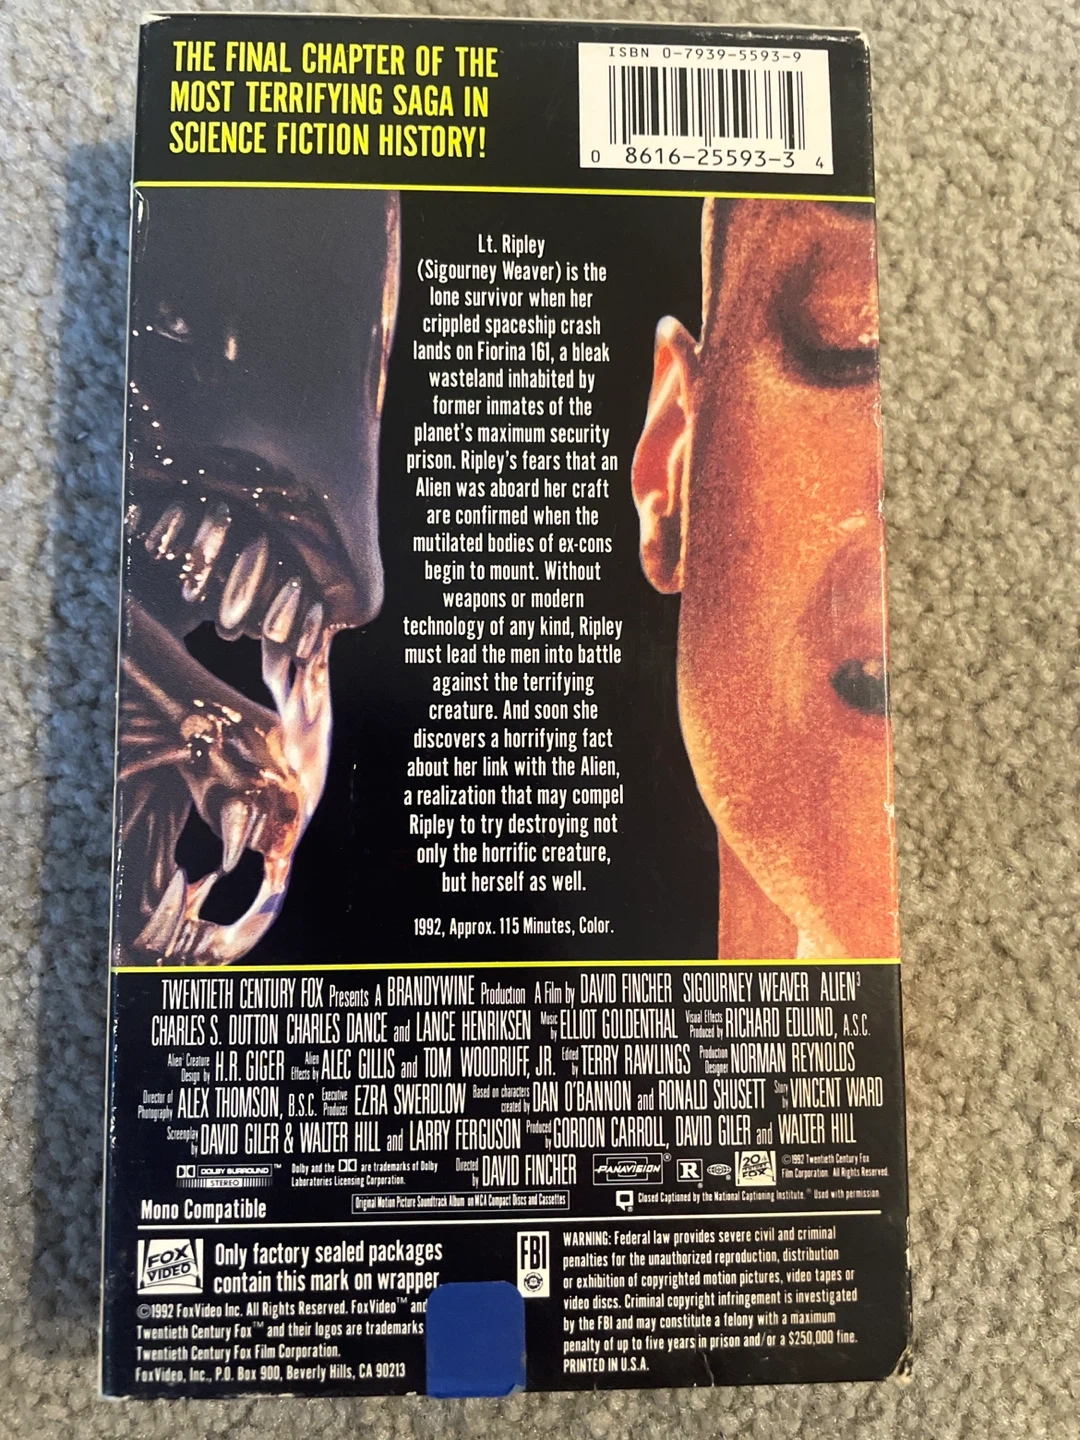 THE FINAL CHAPTER OF THE
MOST TERRIFYING SAGA IN
SCIENCE FICTION HISTORY!
ISBN 0-7939-5593-9
0 8616-25593-3 4
Lt. Ripley
(Sigourney Weaver) is the
lone survivor when her
crippled spaceship crash
lands on Fiorina 161, a bleak
wasteland inhabited by
former inmates of the
planet's maximum security
prison. Ripley's fears that an
Alien was aboard her craft
are confirmed when the
mutilated bodies of ex-cons
begin to mount. Without
weapons or modern
technology of any kind, Ripley
must lead the men into battle
against the terrifying
creature. And soon she
discovers a horrifying fact
about her link with the Alien,
a realization that may compel
Ripley to try destroying not
only the horrific creature,
but herself as well.
1992, Approx. 115 Minutes, Color.
TWENTIETH CENTURY FOX Presents A BRANDYWINE Production A Film by DAVID FINCHER SIGOURNEY WEAVER ALIEN³
CHARLES S. DUTTON CHARLES DANCE and LANCE HENRIKSEN Music by ELLIOT GOLDENTHAL Visual Effects Produced by RICHARD EDLUND, A.S.C.
Alien³ Creature Design by H.R. GIGER Alien Effects by ALEC GILLIS and TOM WOODRUFF, JR. Edited by TERRY RAWLINGS Production Designer NORMAN REYNOLDS
Director of Photography ALEX THOMSON, B.S.C. Executive Producer EZRA SWERDLOW Based on characters created by DAN O'BANNON and RONALD SHUSETT Story by VINCENT WARD
Screenplay by DAVID GILER & WALTER HILL and LARRY FERGUSON Produced by GORDON CARROLL, DAVID GILER and WALTER HILL
DOLBY SURROUND™ STEREO
Dolby and the DD are trademarks of Dolby
Laboratories Licensing Corporation.
Directed by DAVID FINCHER
PANAVISION® R ® 20TH CENTURY FOX
©1992 Twentieth Century Fox
Film Corporation. All Rights Reserved.
Mono Compatible
Original Motion Picture Soundtrack Album on MCA Compact Discs and Cassettes
Closed Captioned by the National Captioning Institute.® Used with permission.
FOX
VIDEO
Only factory sealed packages
contain this mark on wrapper.
©1992 FoxVideo Inc. All Rights Reserved. FoxVideo™ and
Twentieth Century Fox™ and their logos are trademarks
Twentieth Century Fox Film Corporation.
FoxVideo, Inc., P.O. Box 900, Beverly Hills, CA 90213
FBI
WARNING: Federal law provides severe civil and criminal
penalties for the unauthorized reproduction, distribution
or exhibition of copyrighted motion pictures, video tapes or
video discs. Criminal copyright infringement is investigated
by the FBI and may constitute a felony with a maximum
penalty of up to five years in prison and/or a $250,000 fine.
PRINTED IN U.S.A.